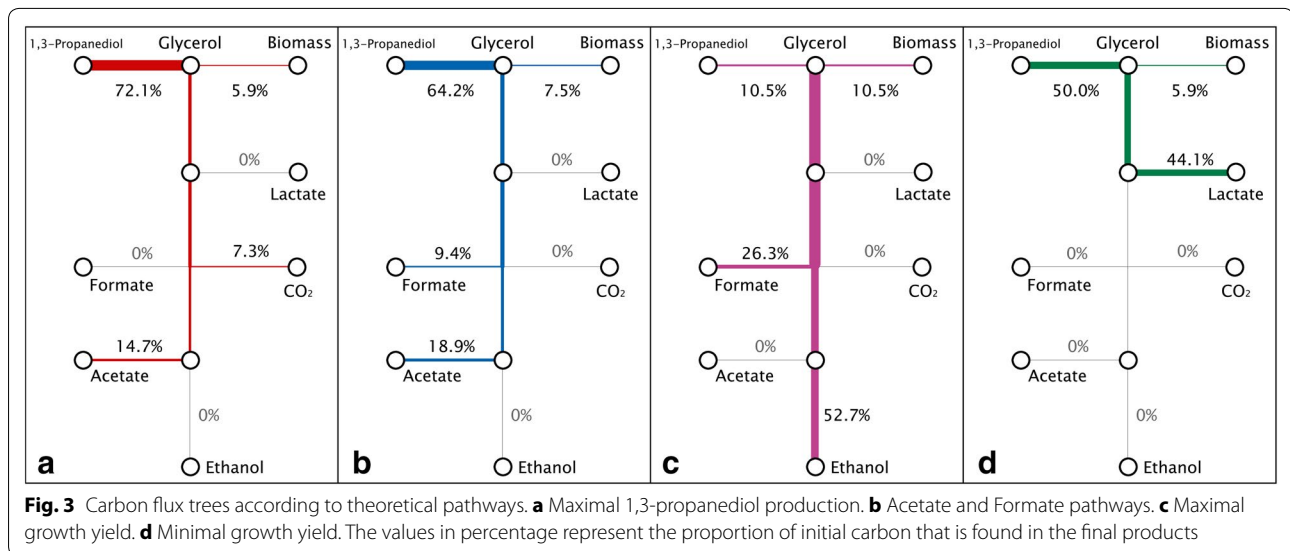 1,3-Propanediol Glycerol Biomass
72.1% 5.9%
0%
Lactate
0% 7.3%
Formate CO₂
14.7%
Acetate
0%
a Ethanol
1,3-Propanediol Glycerol Biomass
64.2% 7.5%
0%
Lactate
9.4% 0%
Formate CO₂
18.9%
Acetate
0%
b Ethanol
1,3-Propanediol Glycerol Biomass
10.5% 10.5%
0%
Lactate
26.3% 0%
Formate CO₂
0%
Acetate
52.7%
c Ethanol
1,3-Propanediol Glycerol Biomass
50.0% 5.9%
44.1%
Lactate
0% 0%
Formate CO₂
0%
Acetate
0%
d Ethanol
Fig. 3 Carbon flux trees according to theoretical pathways. a Maximal 1,3-propanediol production. b Acetate and Formate pathways. c Maximal
growth yield. d Minimal growth yield. The values in percentage represent the proportion of initial carbon that is found in the final products